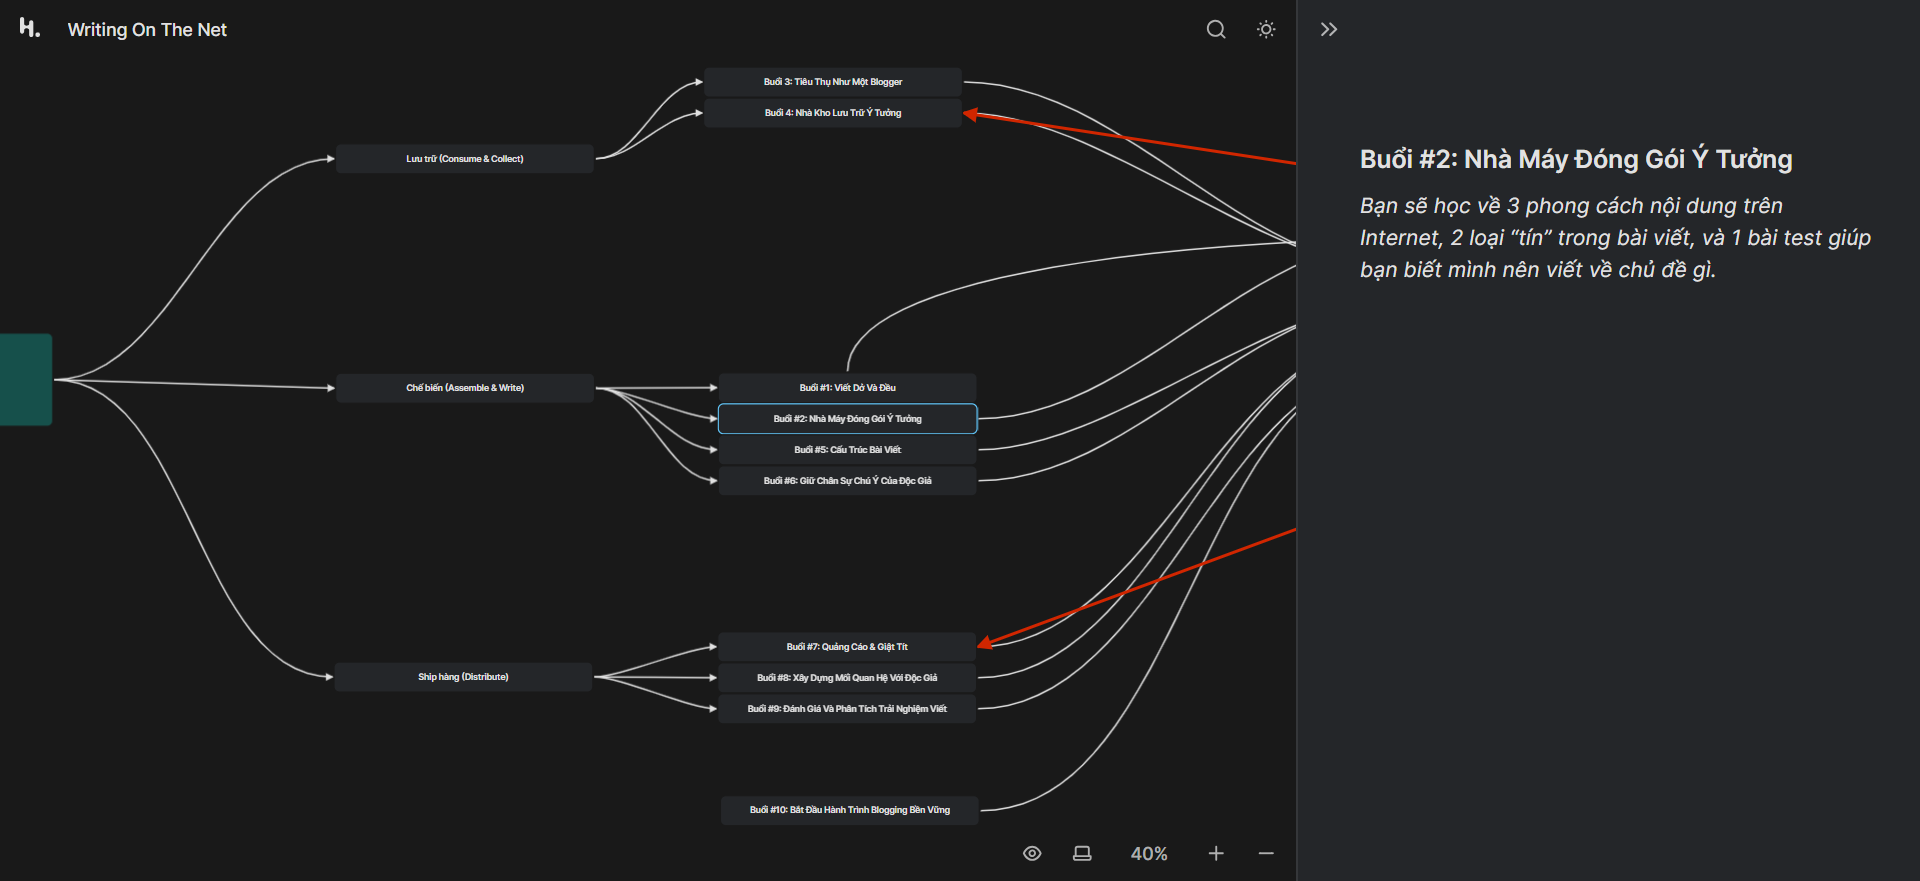 H.
Writing On The Net
Buổi 3: Tiêu Thụ Như Một Blogger
Buổi 4: Nhà Kho Lưu Trữ Ý Tưởng
Lưu trữ (Consume & Collect)
Chế biến (Assemble & Write)
Buổi #1: Viết Dở Và Đều
Buổi #2: Nhà Máy Đóng Gói Ý Tưởng
Buổi #5: Cấu Trúc Bài Viết
Buổi #6: Giữ Chân Sự Chú Ý Của Độc Giả
Ship hàng (Distribute)
Buổi #7: Quảng Cáo & Giật Tít
Buổi #8: Xây Dựng Mối Quan Hệ Với Độc Giả
Buổi #9: Đánh Giá Và Phân Tích Trải Nghiệm Viết
Buổi #10: Bắt Đầu Hành Trình Blogging Bền Vững
40%
Buổi #2: Nhà Máy Đóng Gói Ý Tưởng
Bạn sẽ học về 3 phong cách nội dung trên
Internet, 2 loại “tín” trong bài viết, và 1 bài test giúp
bạn biết mình nên viết về chủ đề gì.